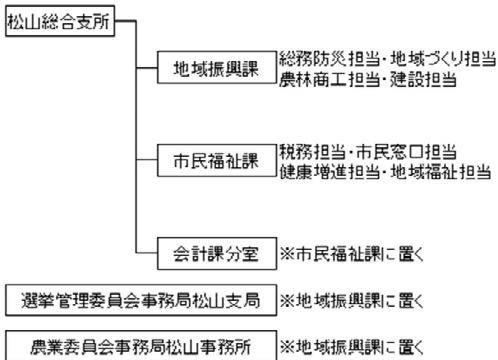 松山総合支所
地域振興課
総務防災担当・地域づくり担当
農林商工担当・建設担当
市民福祉課
税務担当・市民窓口担当
健康増進担当・地域福祉担当
会計課分室
※市民福祉課に置く
選挙管理委員会事務局松山支局
※地域振興課に置く
農業委員会事務局松山事務所
※地域振興課に置く